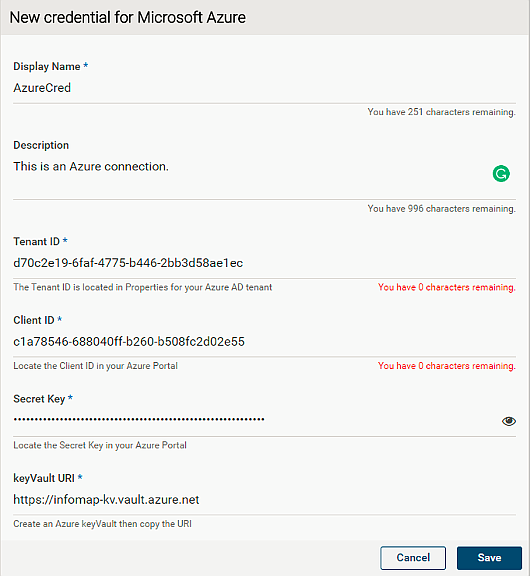 New credential for Microsoft Azure
Display Name *
AzureCred
You have 251 characters remaining.
Description
This is an Azure connection.
You have 996 characters remaining.
Tenant ID *
d70c2e19-6faf-4775-b446-2bb3d58ae1ec
The Tenant ID is located in Properties for your Azure AD tenant
You have 0 characters remaining.
Client ID *
c1a78546-688040ff-b260-b508fc2d02e55
Locate the Client ID in your Azure Portal
You have 0 characters remaining.
Secret Key *
Locate the Secret Key in your Azure Portal
keyVault URI *
https://infomap-kv.vault.azure.net
Create an Azure keyVault then copy the URI
Cancel
Save